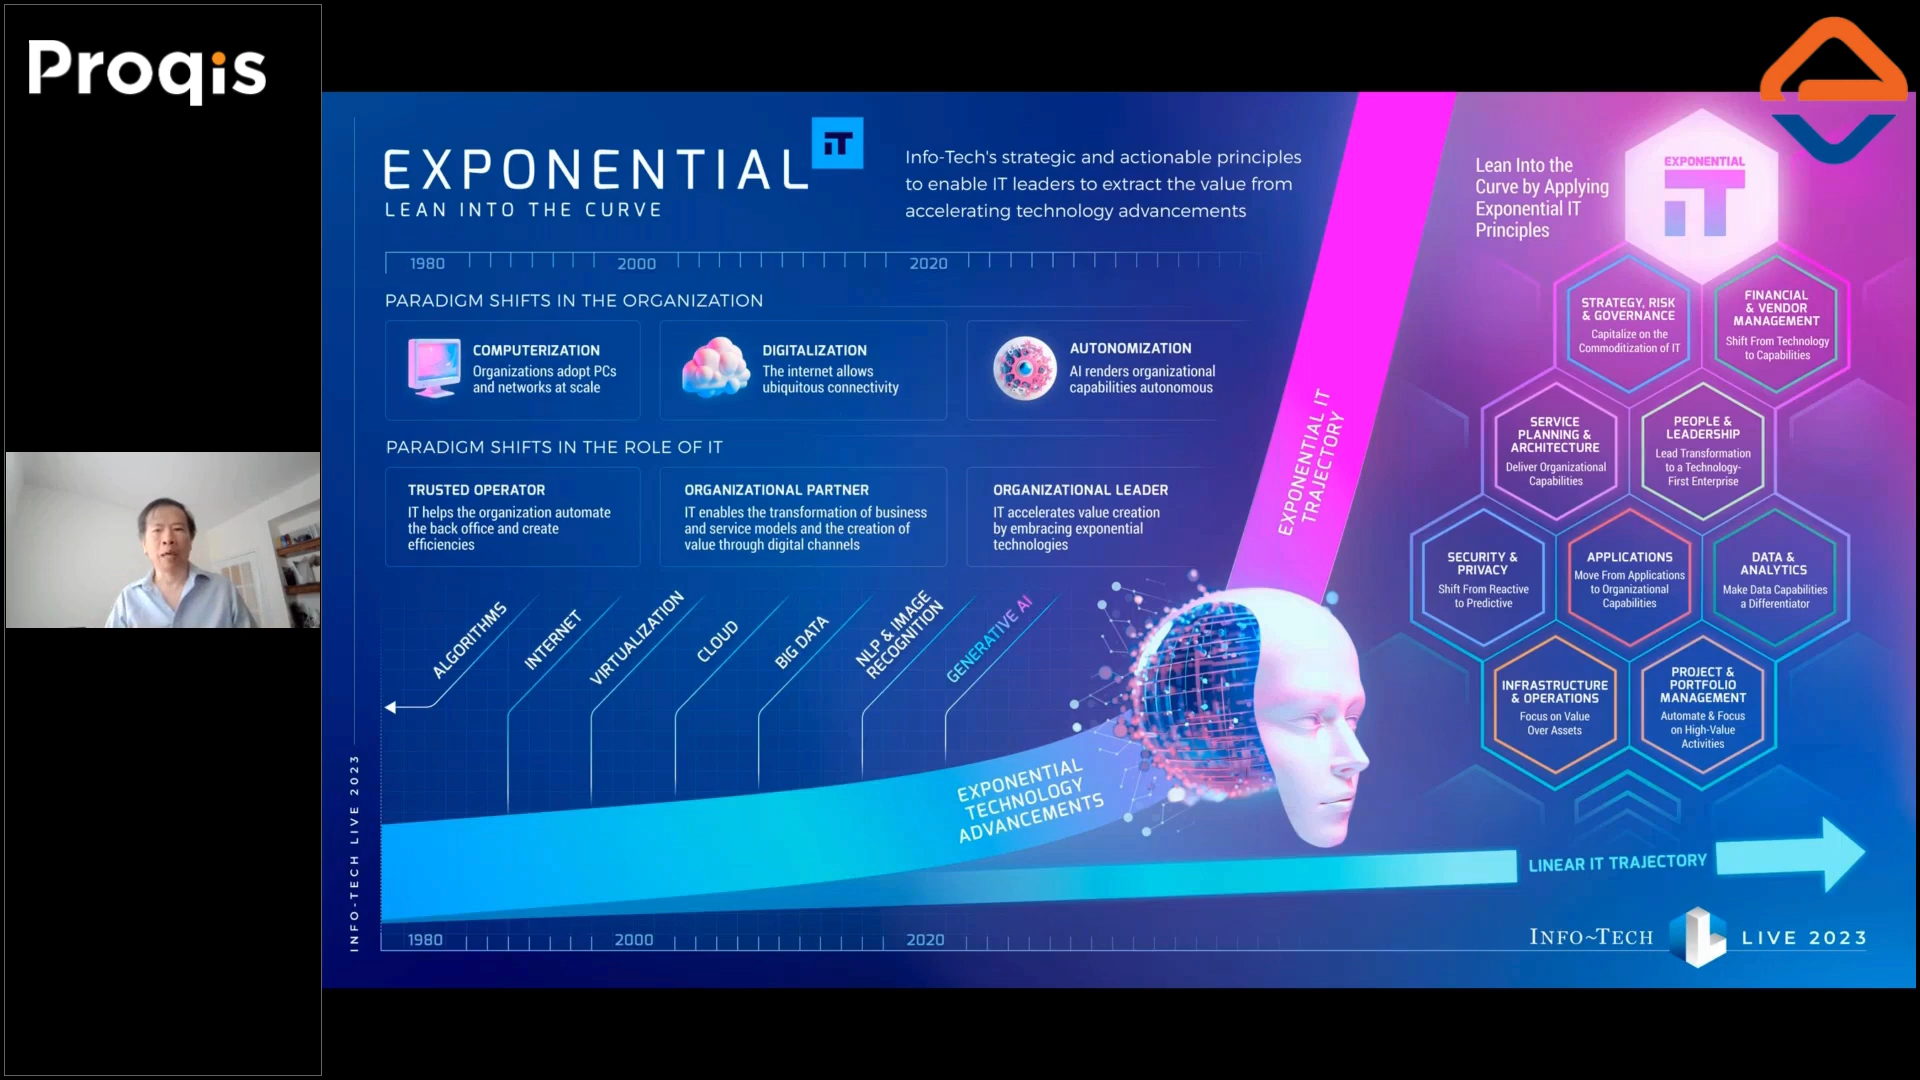 Proqis
EXPONENTIAL
iT
LEAN INTO THE CURVE
Info-Tech's strategic and actionable principles
to enable IT leaders to extract the value from
accelerating technology advancements
1980
2000
2020
PARADIGM SHIFTS IN THE ORGANIZATION
COMPUTERIZATION
Organizations adopt PCs
and networks at scale
DIGITALIZATION
The internet allows
ubiquitous connectivity
AUTONOMIZATION
AI renders organizational
capabilities autonomous
PARADIGM SHIFTS IN THE ROLE OF IT
TRUSTED OPERATOR
IT helps the organization automate
the back office and create
efficiencies
ORGANIZATIONAL PARTNER
IT enables the transformation of business
and service models and the creation of
value through digital channels
ORGANIZATIONAL LEADER
IT accelerates value creation
by embracing exponential
technologies
ALGORITHMS
INTERNET
VIRTUALIZATION
CLOUD
BIG DATA
NLP & IMAGE
RECOGNITION
GENERATIVE AI
EXPONENTIAL
TECHNOLOGY
ADVANCEMENTS
EXPONENTIAL IT
TRAJECTORY
1980
2000
2020
INFO-TECH LIVE 2023
Lean Into the
Curve by Applying
Exponential IT
Principles
EXPONENTIAL
iT
STRATEGY, RISK
& GOVERNANCE
Capitalize on the
Commoditization of IT
FINANCIAL
& VENDOR
MANAGEMENT
Shift From Technology
to Capabilities
SERVICE
PLANNING &
ARCHITECTURE
Deliver Organizational
Capabilities
PEOPLE &
LEADERSHIP
Lead Transformation
to a Technology-
First Enterprise
SECURITY &
PRIVACY
Shift From Reactive
to Predictive
APPLICATIONS
Move From Applications
to Organizational
Capabilities
DATA &
ANALYTICS
Make Data Capabilities
a Differentiator
INFRASTRUCTURE
& OPERATIONS
Focus on Value
Over Assets
PROJECT &
PORTFOLIO
MANAGEMENT
Automate & Focus
on High-Value
Activities
LINEAR IT TRAJECTORY
INFO~TECH LIVE 2023